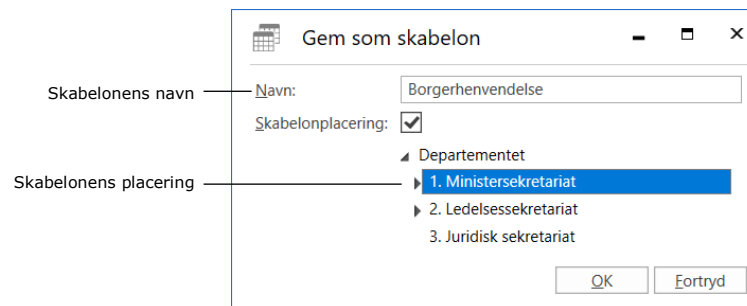 Gem som skabelon
Skabelonens navn
Navn: Borgerhenvendelse
Skabelonplacering:
Departementet
Skabelonens placering
1. Ministersekretariat
2. Ledelsessekretariat
3. Juridisk sekretariat
OK Fortryd